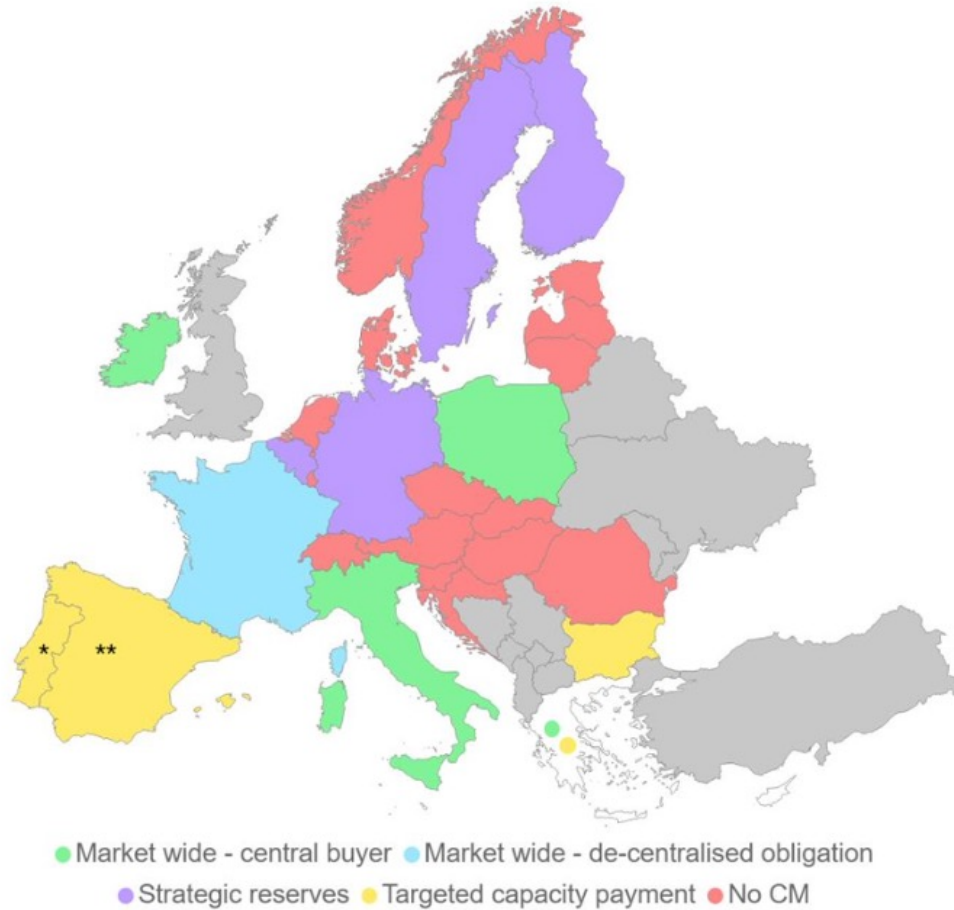 *
**
Market wide - central buyer Market wide - de-centralised obligation
Strategic reserves Targeted capacity payment No CM